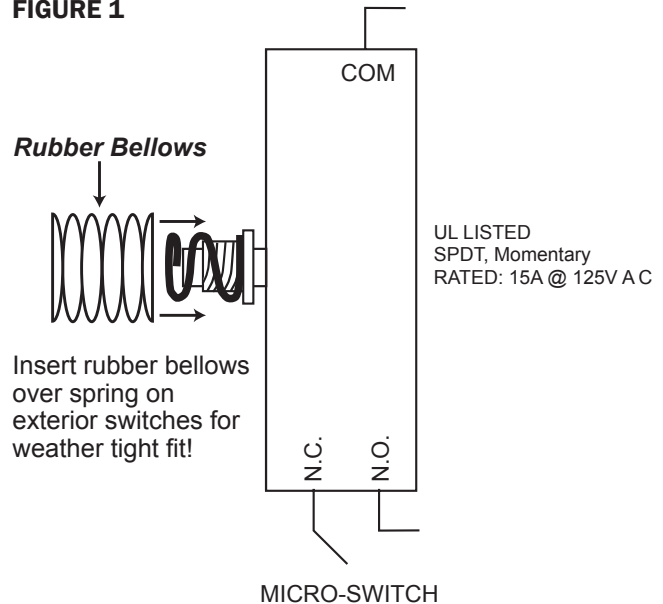 FIGURE 1
COM
Rubber Bellows
UL LISTED
SPDT, Momentary
RATED: 15A @ 125V AC
Insert rubber bellows
over spring on
exterior switches for
weather tight fit!
N.C.
N.O.
MICRO-SWITCH